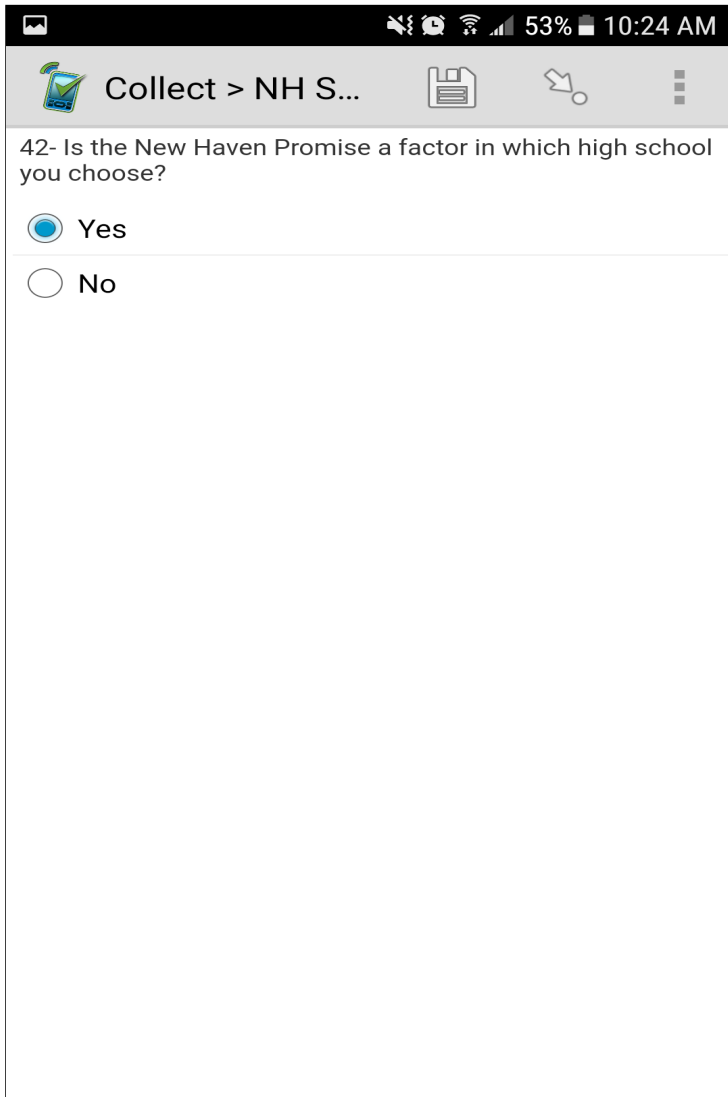 53% 10:24 AM
Collect > NH S...
42- Is the New Haven Promise a factor in which high school
you choose?
Yes
No